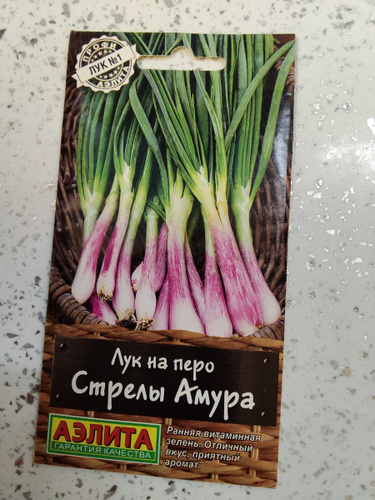 ПРОФИ
ЛУК №1
АЭЛИТА
Лук на перо
Стрелы Амура
АЭЛИТА
ГАРАНТИЯ КАЧЕСТВА
Ранняя витаминная
зелень. Отличный
вкус, приятный
аромат.